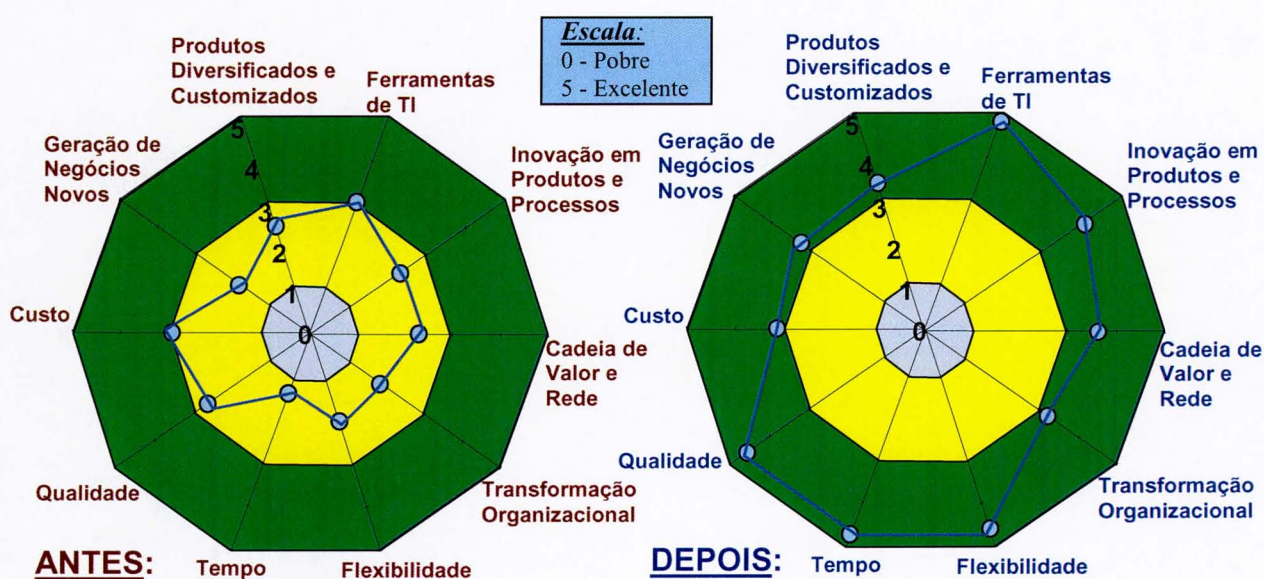 Escala:
0 - Pobre
5 - Excelente
Produtos
Diversificados e
Customizados
Ferramentas
de TI
Geração de
Negócios
Novos
Inovação em
Produtos e
Processos
5
4
3
2
1
0
Custo
Cadeia de
Valor e
Rede
Qualidade
Transformação
Organizacional
ANTES:
Tempo
Flexibilidade
Produtos
Diversificados e
Customizados
Ferramentas
de TI
Geração de
Negócios
Novos
Inovação em
Produtos e
Processos
5
4
3
2
1
0
Custo
Cadeia de
Valor e
Rede
Qualidade
Transformação
Organizacional
DEPOIS:
Tempo
Flexibilidade